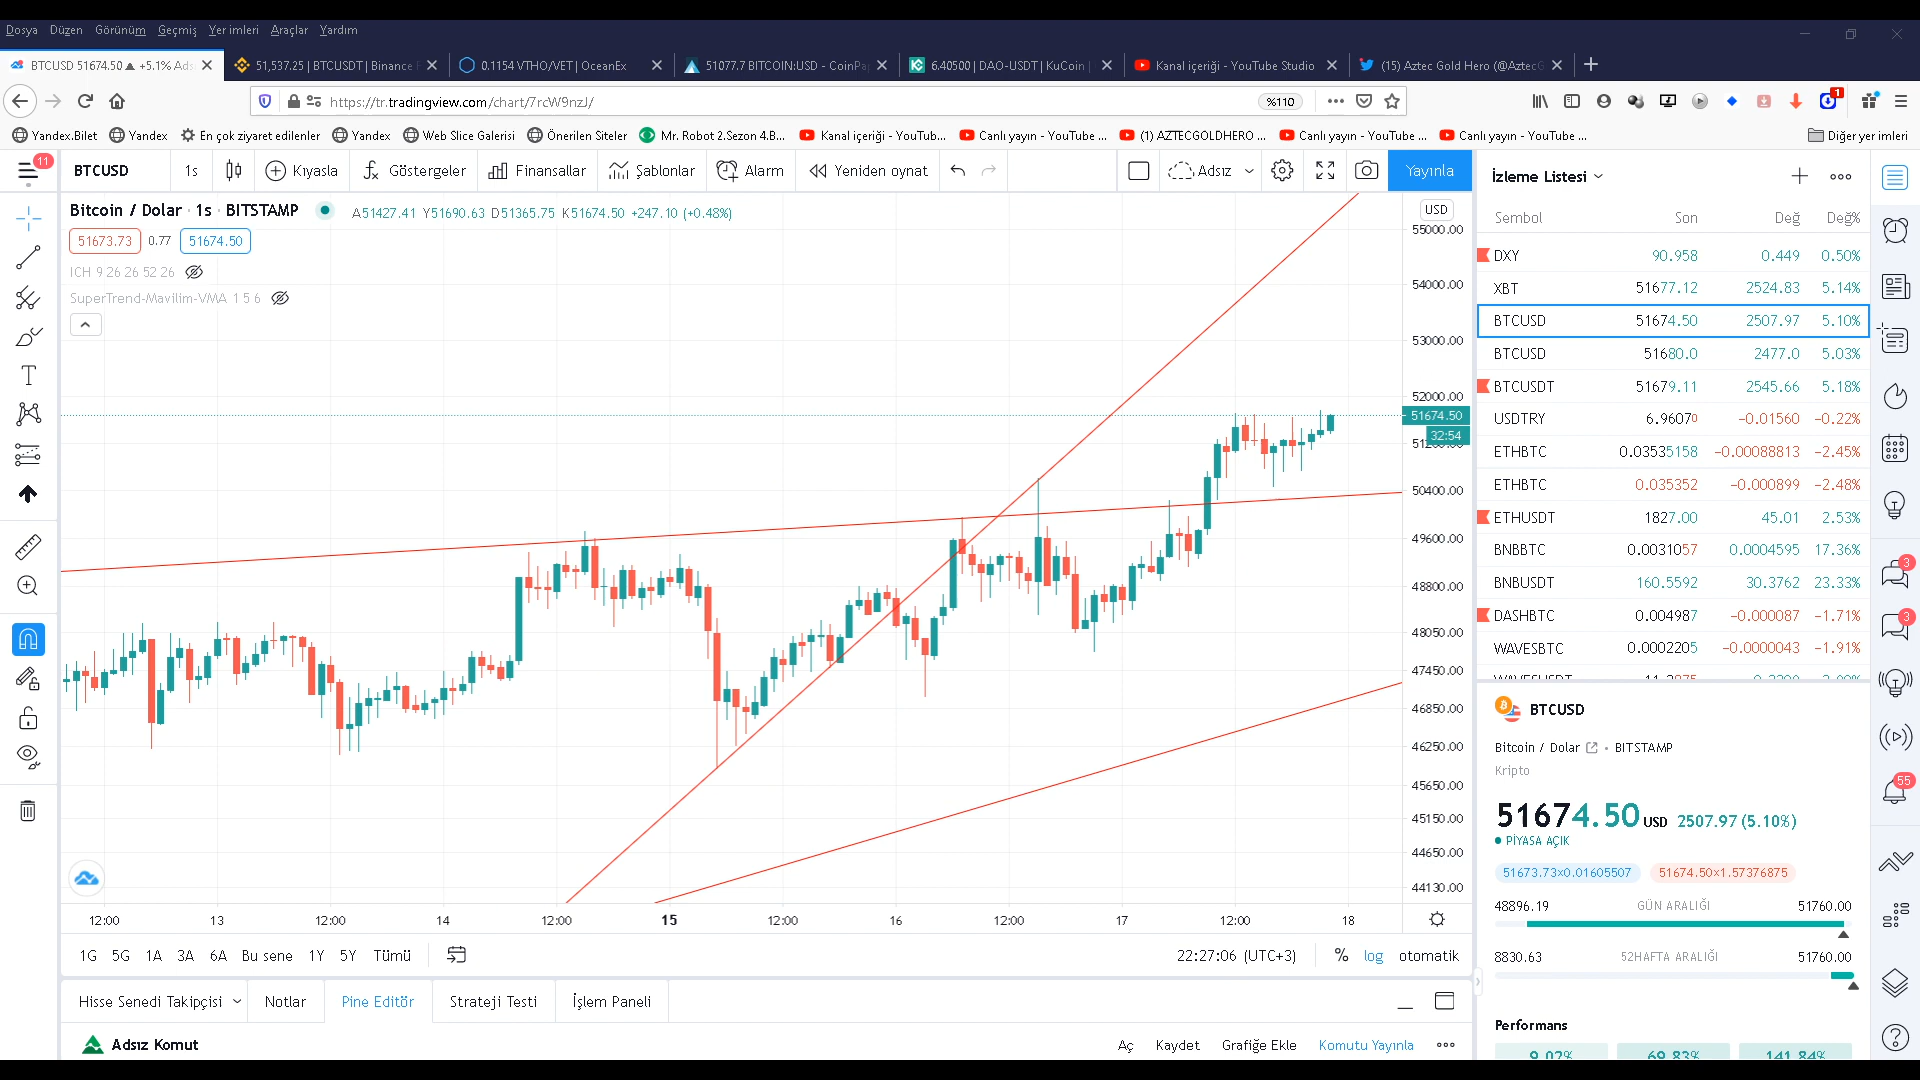 Dosya Düzen Görünüm Geçmiş Yer imleri Araçlar Yardım
BTCUSD 51674.50 ▲ +5.1% Ads
51,537.25 | BTCUSDT | Binance
0.1154 VTHO/VET | OceanEx
51077.7 BITCOIN:USD - CoinPa
6.40500 | DAO-USDT | KuCoin |
Kanal içeriği - YouTube Studio
(15) Aztec Gold Hero (@AztecG
https://tr.tradingview.com/chart/7rcW9nzJ/
%110
1
Yandex.Bilet Yandex En çok ziyaret edilenler Yandex Web Slice Galerisi Önerilen Siteler Mr. Robot 2.Sezon 4.B... Kanal içeriği - YouTub... Canlı yayın - YouTube ... (1) AZTECGOLDHERO ... Canlı yayın - YouTube ... Canlı yayın - YouTube ... Diğer yer imleri
11
BTCUSD 1s Kıyasla Göstergeler Finansallar Şablonlar Alarm Yeniden oynat Adsız Yayınla
Bitcoin / Dolar · 1s · BITSTAMP A51427.41 Y51690.63 D51365.75 K51674.50 +247.10 (+0.48%)
51673.73 0.77 51674.50
ICH 9 26 26 52 26
SuperTrend-Mavilim-VMA 1 5 6
USD
55000.00
54000.00
53000.00
52000.00
51674.50
32:54
50400.00
49600.00
48800.00
48050.00
47450.00
46850.00
46250.00
45650.00
45150.00
44650.00
44130.00
12:00 13 12:00 14 12:00 15 12:00 16 12:00 17 12:00 18
1G 5G 1A 3A 6A Bu sene 1Y 5Y Tümü 22:27:06 (UTC+3) % log otomatik
Hisse Senedi Takipçisi Notlar Pine Editör Strateji Testi İşlem Paneli
Adsız Komut Aç Kaydet Grafiğe Ekle Komutu Yayınla
İzleme Listesi
Sembol Son Değ Değ%
DXY 90.958 0.449 0.50%
XBT 51677.12 2524.83 5.14%
BTCUSD 51674.50 2507.97 5.10%
BTCUSD 51680.0 2477.0 5.03%
BTCUSDT 51679.11 2545.66 5.18%
USDTRY 6.96070 −0.01560 −0.22%
ETHBTC 0.03535158 −0.00088813 −2.45%
ETHBTC 0.035352 −0.000899 −2.48%
ETHUSDT 1827.00 45.01 2.53%
BNBBTC 0.0031057 0.0004595 17.36%
BNBUSDT 160.5592 30.3762 23.33%
DASHBTC 0.004987 −0.000087 −1.71%
WAVESBTC 0.0002205 −0.0000043 −1.91%
BTCUSD
Bitcoin / Dolar · BITSTAMP
Kripto
51674.50 USD 2507.97 (5.10%)
PİYASA AÇIK
51673.73×0.01605507 51674.50×1.57376875
48896.19 GÜN ARALIĞI 51760.00
8830.63 52HAFTA ARALIĞI 51760.00
Performans
9.02% 69.83% 141.84%
3
3
55